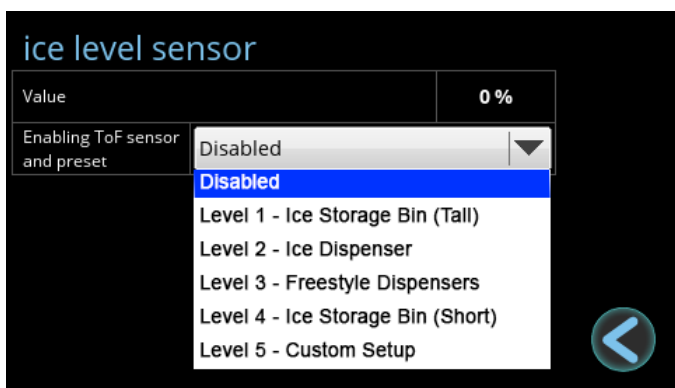 ice level sensor
Value
0 %
Enabling ToF sensor
and preset
Disabled
Disabled
Level 1 - Ice Storage Bin (Tall)
Level 2 - Ice Dispenser
Level 3 - Freestyle Dispensers
Level 4 - Ice Storage Bin (Short)
Level 5 - Custom Setup